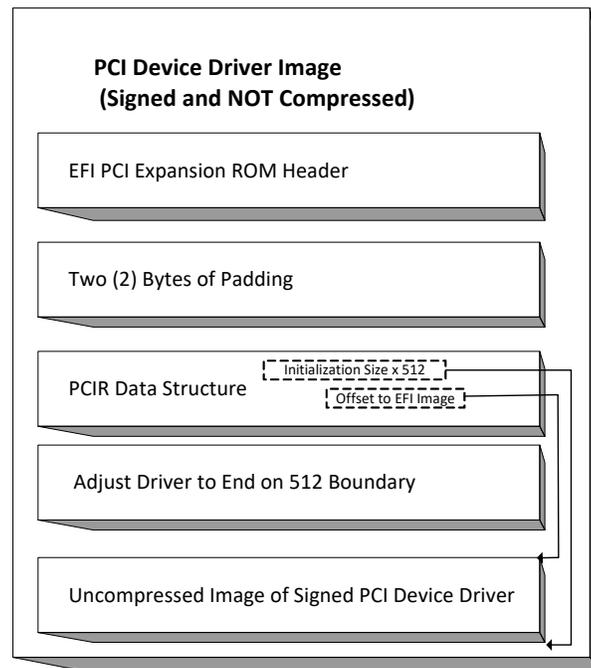 PCI Device Driver Image
(Signed and NOT Compressed)
EFI PCI Expansion ROM Header
Two (2) Bytes of Padding
Initialization Size x 512
PCIR Data Structure
Offset to EFI Image
Adjust Driver to End on 512 Boundary
Uncompressed Image of Signed PCI Device Driver